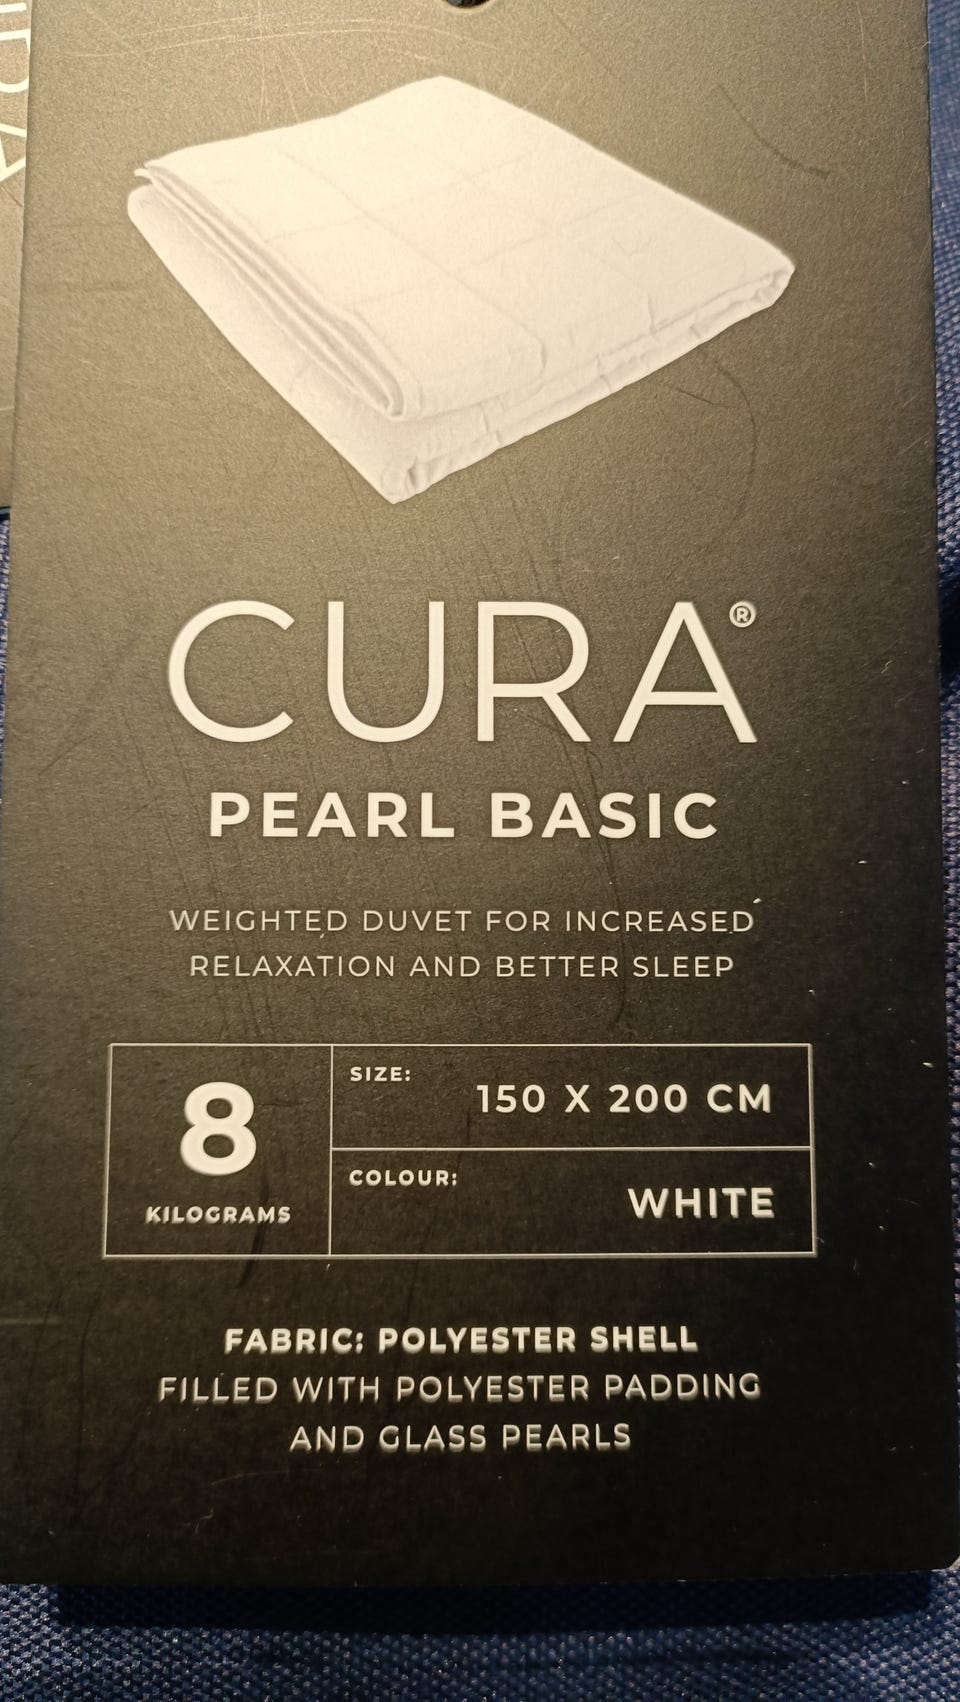 CURA®
PEARL BASIC
WEIGHTED DUVET FOR INCREASED
RELAXATION AND BETTER SLEEP
8
KILOGRAMS
SIZE:
150 X 200 CM
COLOUR:
WHITE
FABRIC: POLYESTER SHELL
FILLED WITH POLYESTER PADDING
AND GLASS PEARLS